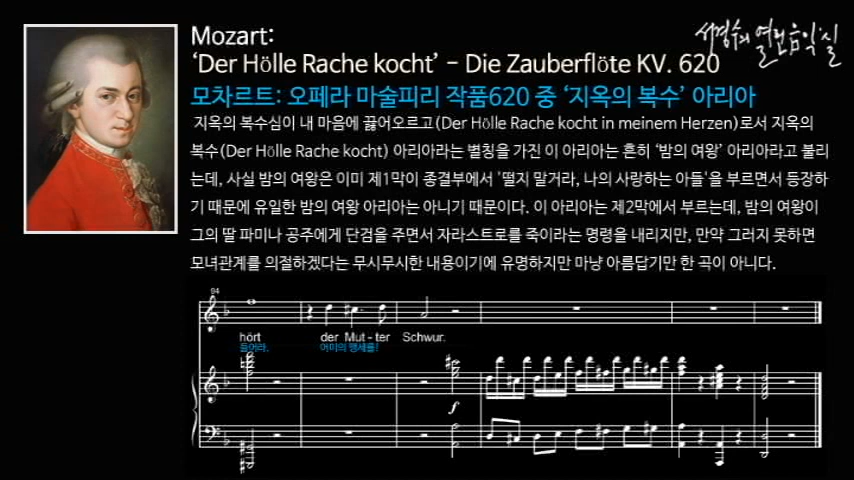 서경수의 열린음악실
Mozart:
‘Der Hölle Rache kocht’ - Die Zauberflöte KV. 620
모차르트: 오페라 마술피리 작품620 중 ‘지옥의 복수’ 아리아
지옥의 복수심이 내 마음에 끓어오르고(Der Hölle Rache kocht in meinem Herzen)로서 지옥의
복수(Der Hölle Rache kocht) 아리아라는 별칭을 가진 이 아리아는 흔히 ‘밤의 여왕’ 아리아라고 불리
는데, 사실 밤의 여왕은 이미 제1막이 종결부에서 '떨지 말거라, 나의 사랑하는 아들'을 부르면서 등장하
기 때문에 유일한 밤의 여왕 아리아는 아니기 때문이다. 이 아리아는 제2막에서 부르는데, 밤의 여왕이
그의 딸 파미나 공주에게 단검을 주면서 자라스트로를 죽이라는 명령을 내리지만, 만약 그러지 못하면
모녀관계를 의절하겠다는 무시무시한 내용이기에 유명하지만 마냥 아름답기만 한 곡이 아니다.
94
hört der Mut - ter Schwur.
들어라, 어미의 맹세를!
f